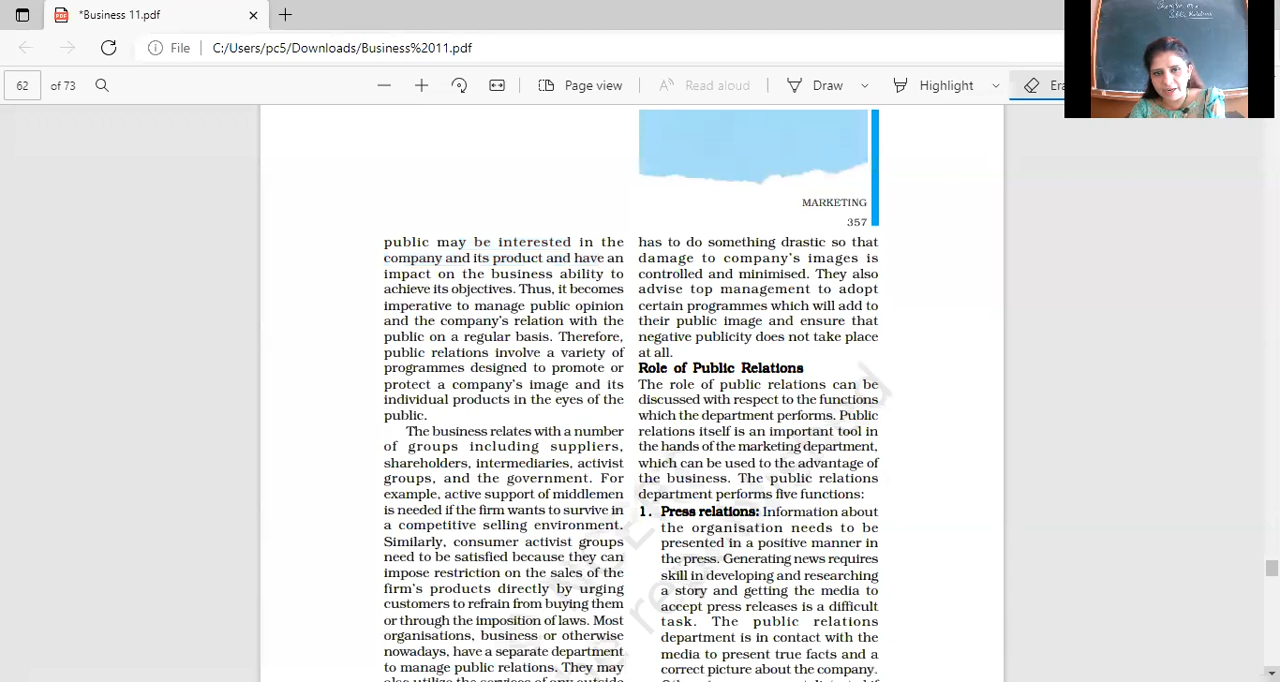 *Business 11.pdf
File
C:/Users/pc5/Downloads/Business%2011.pdf
62 of 73
Page view
Read aloud
Draw
Highlight
Era
Public Relations
MARKETING
357
public may be interested in the
company and its product and have an
impact on the business ability to
achieve its objectives. Thus, it becomes
imperative to manage public opinion
and the company's relation with the
public on a regular basis. Therefore,
public relations involve a variety of
programmes designed to promote or
protect a company's image and its
individual products in the eyes of the
public.
The business relates with a number
of groups including suppliers,
shareholders, intermediaries, activist
groups, and the government. For
example, active support of middlemen
is needed if the firm wants to survive in
a competitive selling environment.
Similarly, consumer activist groups
need to be satisfied because they can
impose restriction on the sales of the
firm's products directly by urging
customers to refrain from buying them
or through the imposition of laws. Most
organisations, business or otherwise
nowadays, have a separate department
to manage public relations. They may
also utilize the services of any outside
has to do something drastic so that
damage to company's images is
controlled and minimised. They also
advise top management to adopt
certain programmes which will add to
their public image and ensure that
negative publicity does not take place
at all.
Role of Public Relations
The role of public relations can be
discussed with respect to the functions
which the department performs. Public
relations itself is an important tool in
the hands of the marketing department,
which can be used to the advantage of
the business. The public relations
department performs five functions:
1. Press relations: Information about
the organisation needs to be
presented in a positive manner in
the press. Generating news requires
skill in developing and researching
a story and getting the media to
accept press releases is a difficult
task. The public relations
department is in contact with the
media to present true facts and a
correct picture about the company.